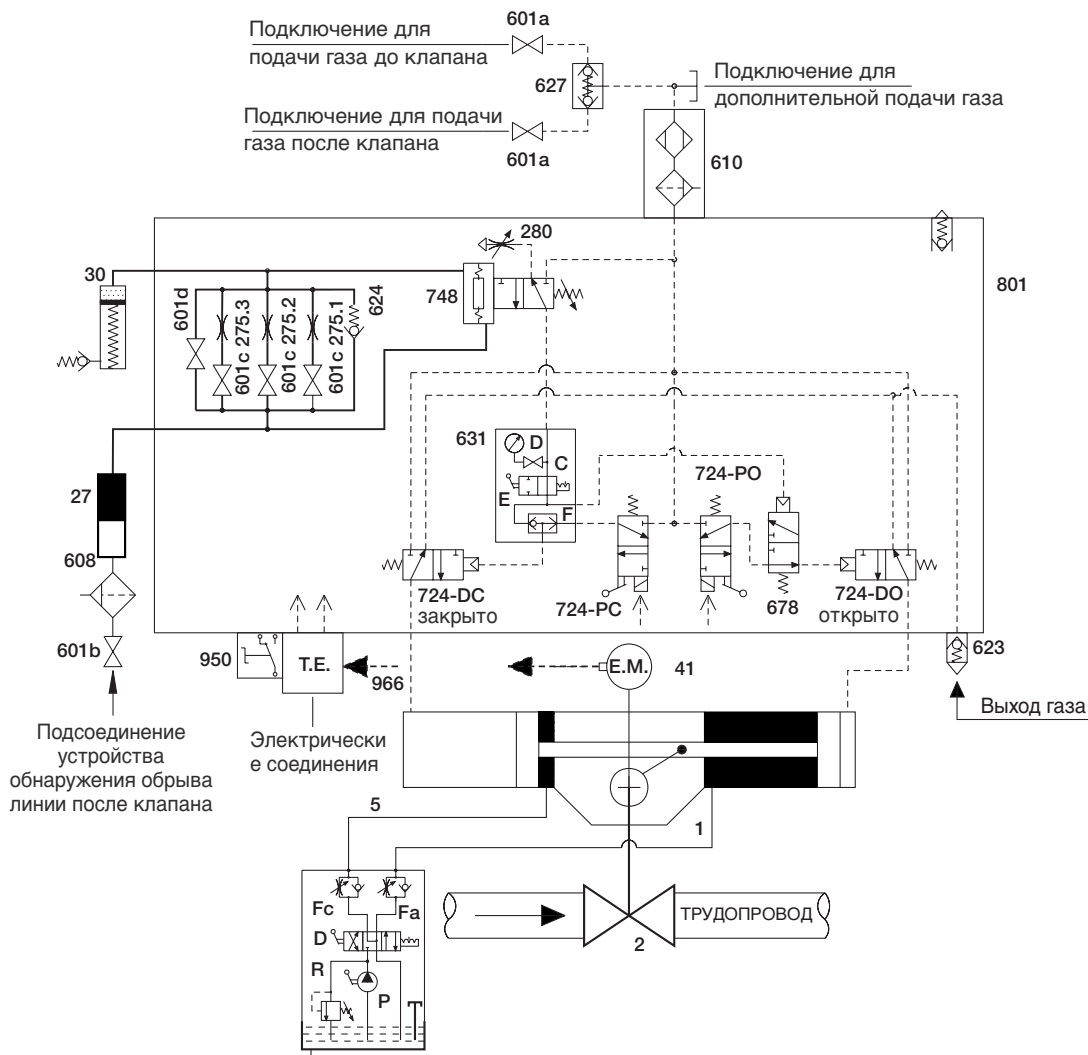 601a
Подключение для
подачи газа до клапана
627
Подключение для
дополнительной подачи газа
Подключение для подачи
газа после клапана
601a
610
280
30
748
801
601d
601c 275.3
601c 275.2
601c 275.1
624
631
D
C
E
F
724-PO
27
608
724-DC
закрыто
724-PC
678
724-DO
открыто
601b
950
T.E.
966
E.M.
41
623
Выход газа
Подсоединение
устройства
обнаружения обрыва
линии после клапана
Электрически
е соединения
5
1
Fc
Fa
D
R
P
2
ТРУДОПРОВОД